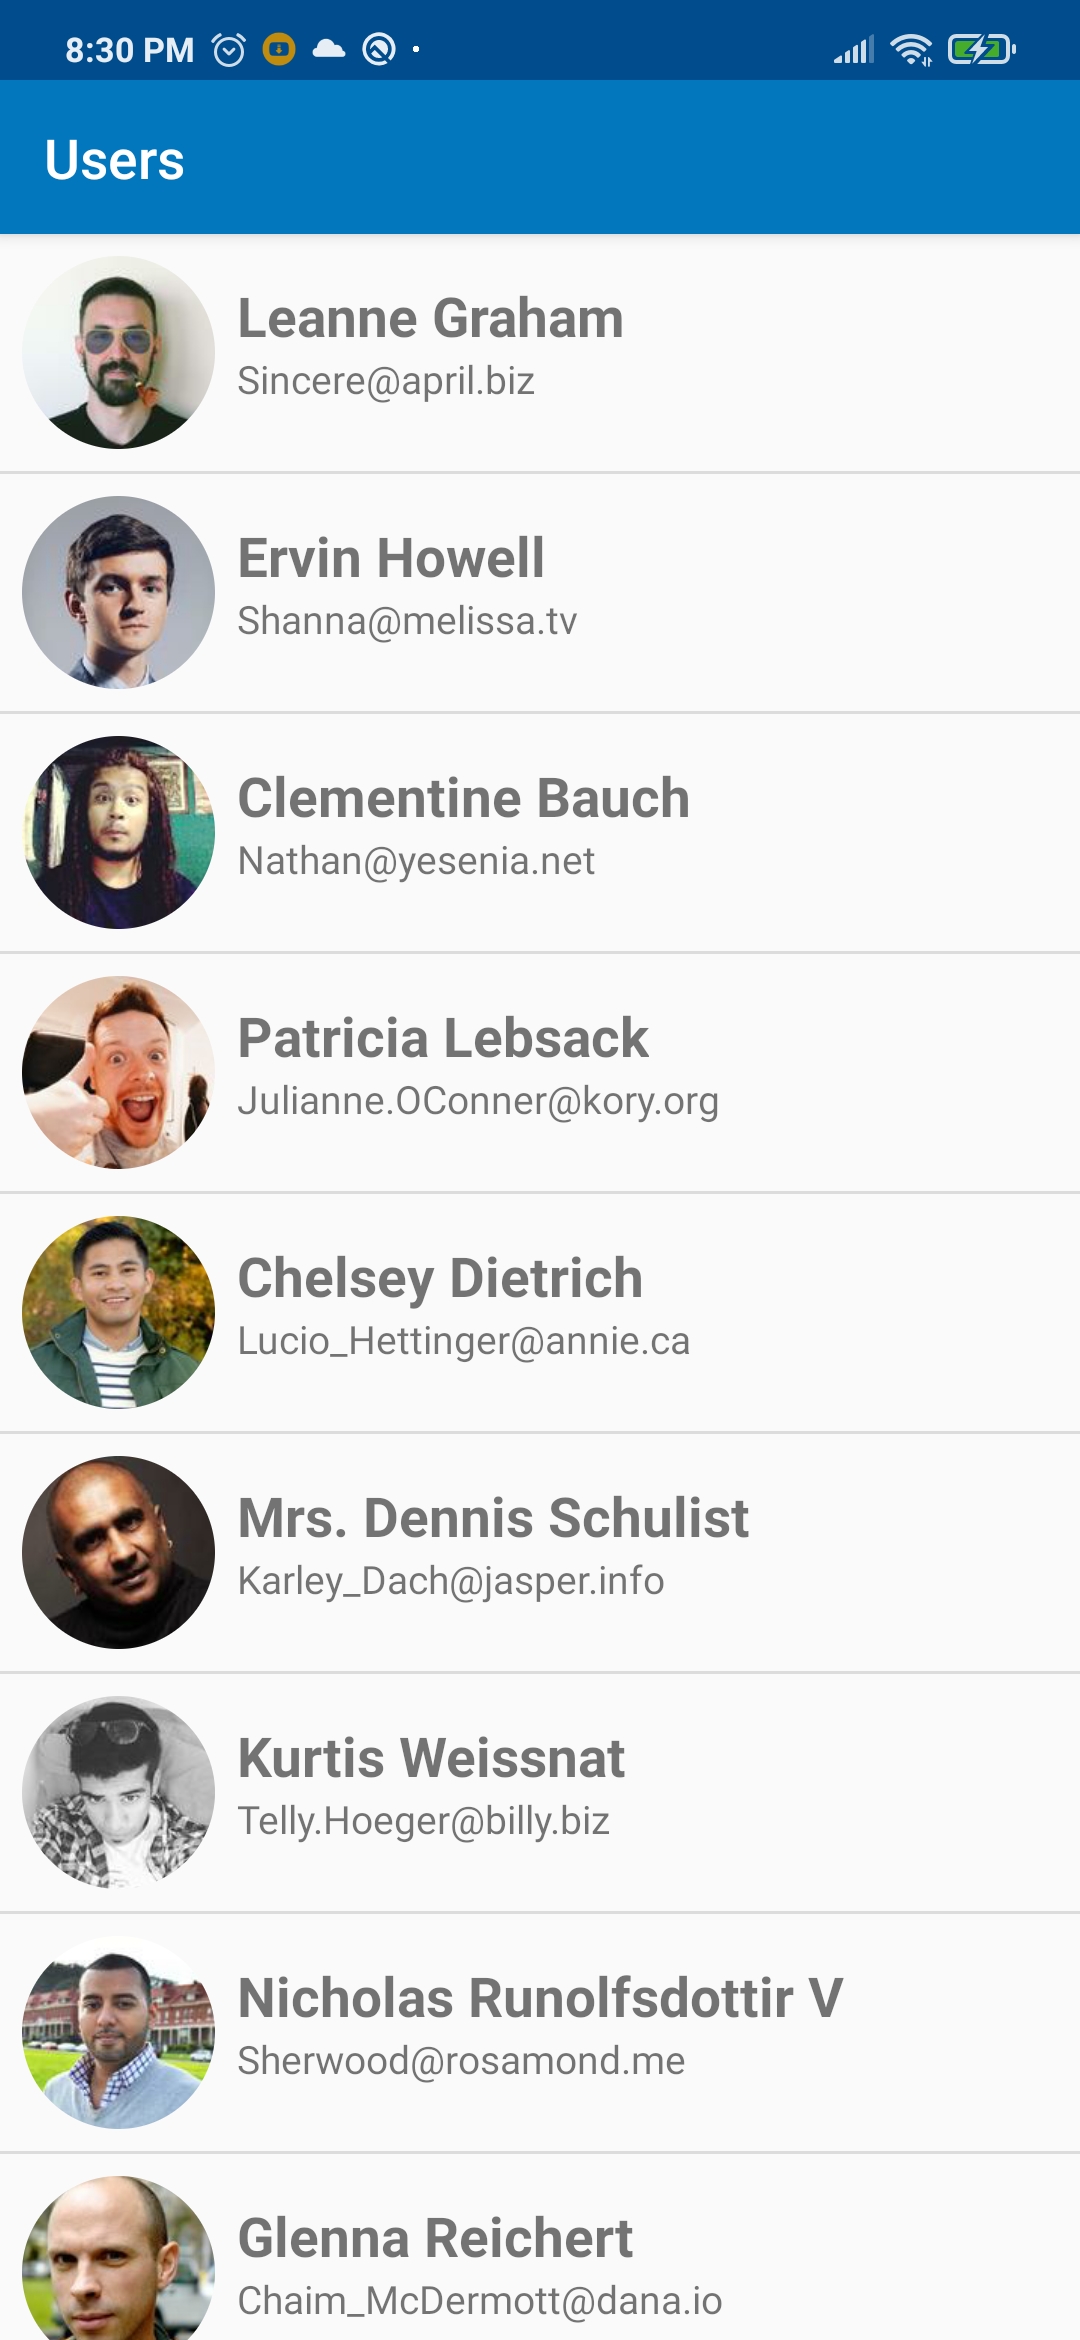 8:30 PM
Users
Leanne Graham
Sincere@april.biz
Ervin Howell
Shanna@melissa.tv
Clementine Bauch
Nathan@yesenia.net
Patricia Lebsack
Julianne.OConner@kory.org
Chelsey Dietrich
Lucio_Hettinger@annie.ca
Mrs. Dennis Schulist
Karley_Dach@jasper.info
Kurtis Weissnat
Telly.Hoeger@billy.biz
Nicholas Runolfsdottir V
Sherwood@rosamond.me
Glenna Reichert
Chaim_McDermott@dana.io